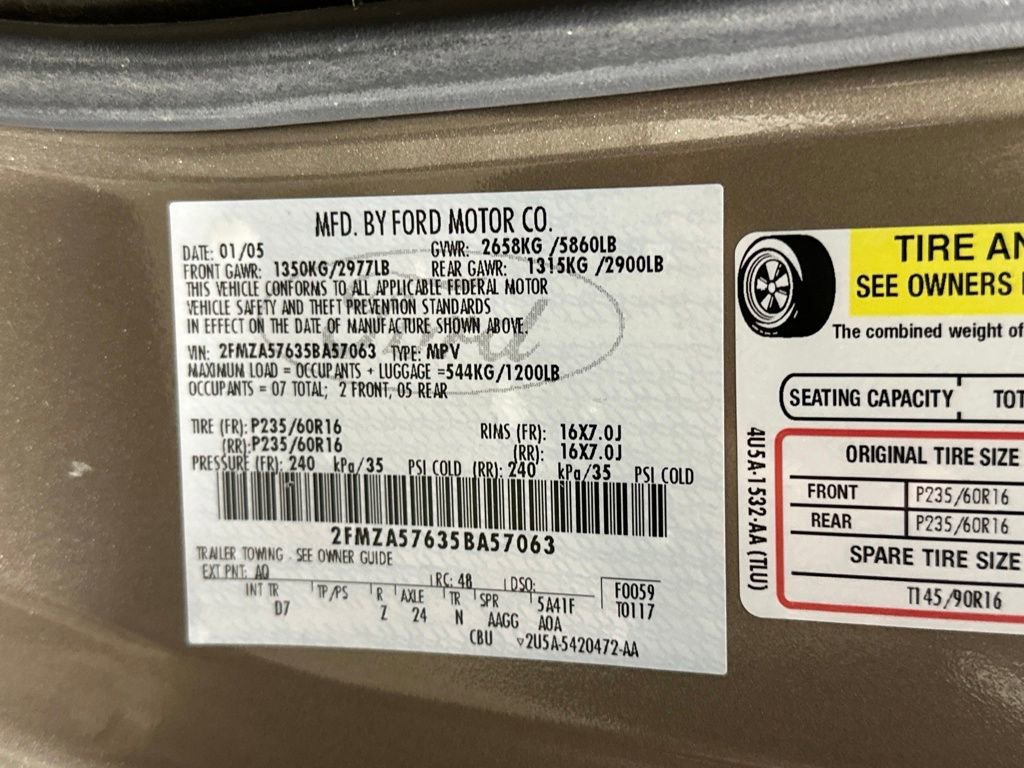 MFD. BY FORD MOTOR CO.
DATE: 01/05 GVWR: 2658KG /5860LB
FRONT GAWR: 1350KG/2977LB REAR GAWR: 1315KG /2900LB
THIS VEHICLE CONFORMS TO ALL APPLICABLE FEDERAL MOTOR
VEHICLE SAFETY AND THEFT PREVENTION STANDARDS
IN EFFECT ON THE DATE OF MANUFACTURE SHOWN ABOVE.
VIN: 2FMZA57635BA57063 TYPE: MPV
MAXIMUM LOAD = OCCUPANTS + LUGGAGE =544KG/1200LB
OCCUPANTS = 07 TOTAL; 2 FRONT, 05 REAR
TIRE (FR): P235/60R16 RIMS (FR): 16X7.0J
(RR):P235/60R16 (RR): 16X7.0J
PRESSURE (FR): 240 kPa/35 PSI COLD (RR): 240 kPa/35 PSI COLD
2FMZA57635BA57063
TRAILER TOWING - SEE OWNER GUIDE
EXT PNT: AQ RC: 48 DSO: F0059
INT TR TP/PS R AXLE TR SPR 5A41F T0117
D7 Z 24 N AAGG A0A
CBU 2U5A-5420472-AA
Ford
TIRE AN
SEE OWNERS
The combined weight of
SEATING CAPACITY TOT
4U5A-1532-AA (TLU)
ORIGINAL TIRE SIZE
FRONT P235/60R16
REAR P235/60R16
SPARE TIRE SIZE
T145/90R16